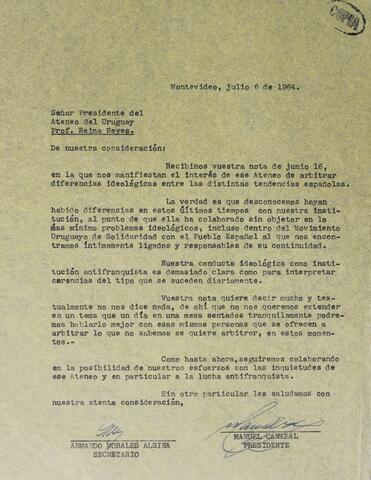 COPIA
Montevideo, julio 6 de 1964.
Señor Presidente del
Ateneo del Uruguay
Prof. Reina Reyes.
De nuestra consideración:
Recibimos vuestra nota de junio 16,
en la que nos manifiestan el interés de ese Ateneo de arbitrar
diferencias ideológicas entre las distintas tendencias españolas.
La verdad es que desconocemos hayan
habido diferencias en estos últimos tiempos con nuestra insti-
tución, al punto de que ella ha colaborado sin objetar en lo
más mínimo problemas ideológicos, incluso dentro del Movimiento
Uruguayo de Solidaridad con el Pueblo Español al que nos en-
contramos íntimamente ligados y responsables de su continuidad.
Nuestra conducta ideológica como insti-
tución antifranquista es demasiado clara como para interpretar
carencias del tipo que se suceden diariamente.
Vuestra nota quiere decir mucho y tex-
tualmente no nos dice nada, de ahí que no nos queremos extender
en un tema que un día en una mesa sentados tranquilamente podre-
mos hablarlo mejor con esas mismas personas que se ofrecen a
arbitrar lo que no sabemos se quiere arbitrar, en estos momen-
tos.-
Como hasta ahora, seguiremos colaborando
en la posibilidad de nuestros esfuerzos con las inquietudes de
ese Ateneo y en particular a la lucha antifranquista.
Sin otro particular les saludamos con
nuestra atenta consideración,
ARMANDO MORALES ALSINA
SECRETARIO
MANUEL CANABAL
PRESIDENTE